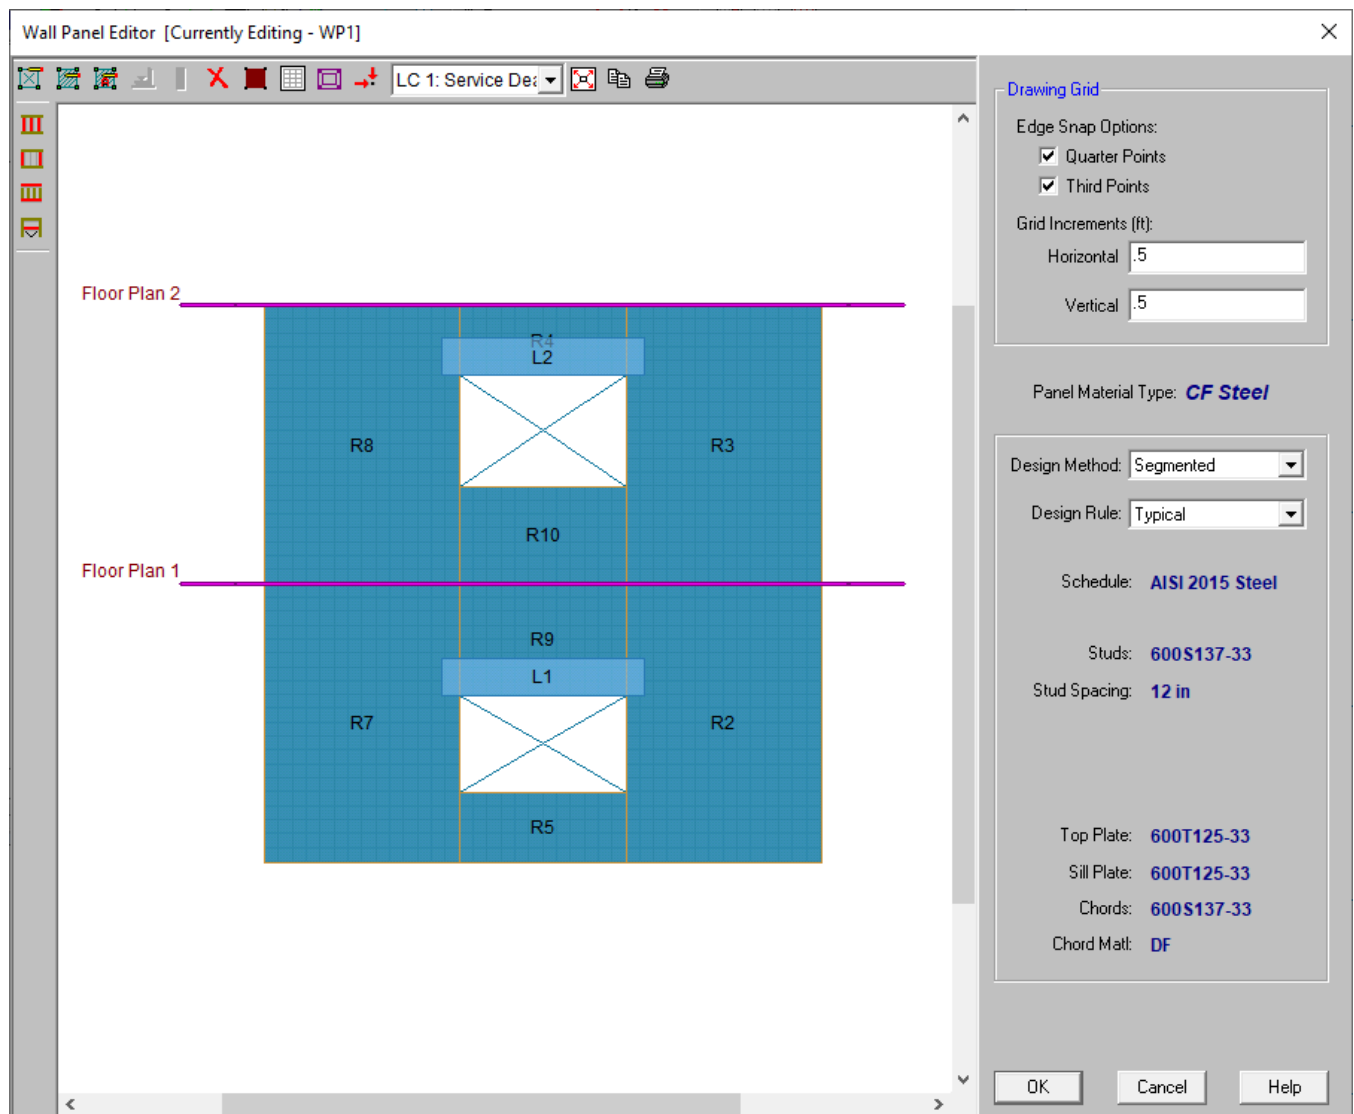 Wall Panel Editor [Currently Editing - WP1]
LC 1: Service Dea
Floor Plan 2
R4
L2
R8
R3
R10
Floor Plan 1
R9
L1
R7
R2
R5
Drawing Grid
Edge Snap Options:
Quarter Points
Third Points
Grid Increments (ft):
Horizontal .5
Vertical .5
Panel Material Type: CF Steel
Design Method: Segmented
Design Rule: Typical
Schedule: AISI 2015 Steel
Studs: 600S137-33
Stud Spacing: 12 in
Top Plate: 600T125-33
Sill Plate: 600T125-33
Chords: 600S137-33
Chord Matl: DF
OK Cancel Help